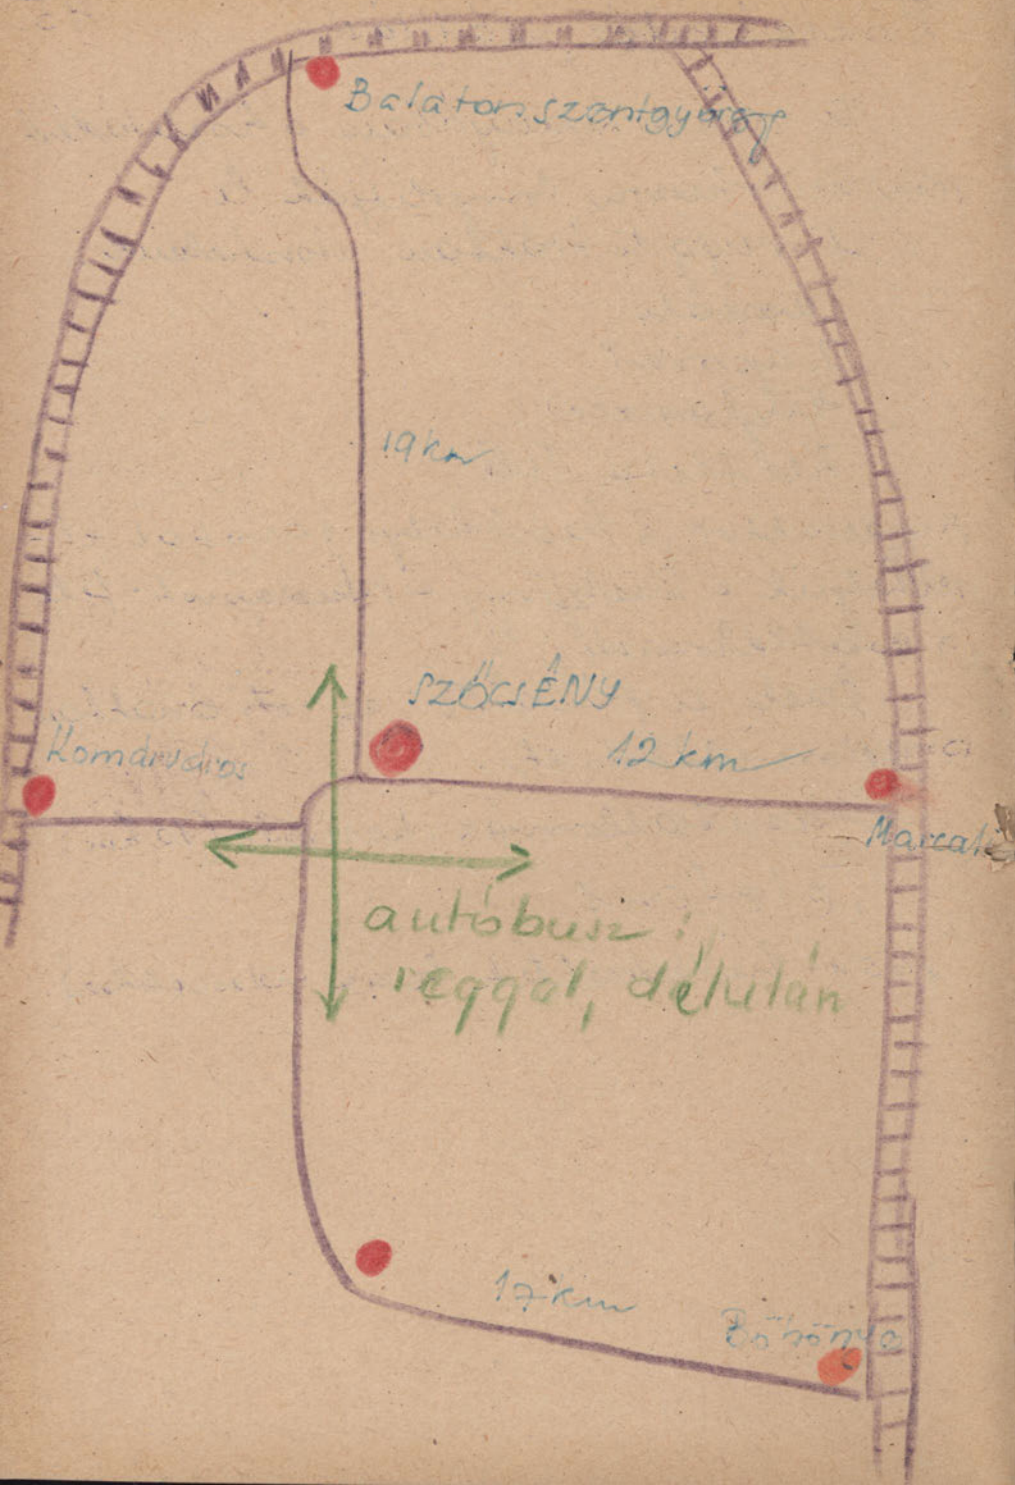 Balatonszentgyörgy
19 km
SZŐCSÉNY
Komárváros
12 km
Marcali
autóbusz:
reggel, délután
17 km
Böhönye